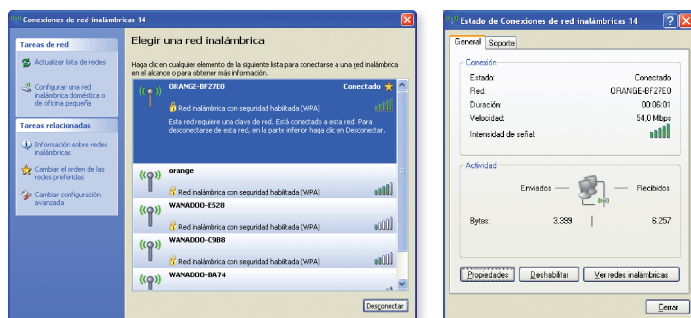 Conexiones de red inalámbricas 14
Tareas de red
Actualizar lista de redes
Configurar una red
inalámbrica doméstica o
de oficina pequeña
Tareas relacionadas
Información sobre redes
inalámbricas
Cambiar el orden de las
redes preferidas
Cambiar configuración
avanzada
Elegir una red inalámbrica
Haga clic en cualquier elemento de la siguiente lista para conectarse a una red inalámbrica
en el alcance o para obtener más información.
ORANGE-BF27E0 Conectado
Red inalámbrica con seguridad habilitada (WPA)
Esta red requiere una clave de red. Está conectado a esta red. Para
desconectarse de esta red, en la parte inferior haga clic en Desconectar.
orange
Red inalámbrica con seguridad habilitada (WPA)
WANADOO-E528
Red inalámbrica con seguridad habilitada (WPA)
WANADOO-C9B8
Red inalámbrica con seguridad habilitada (WPA)
WANADOO-BA74
Desconectar
Estado de Conexiones de red inalámbricas 14
General Soporte
Conexión
Estado: Conectado
Red: ORANGE-BF27E0
Duración: 00:06:01
Velocidad: 54,0 Mbps
Intensidad de señal:
Actividad
Enviados — Recibidos
Bytes: 3.399 | 6.257
Propiedades Deshabilitar Ver redes inalámbricas
Cerrar